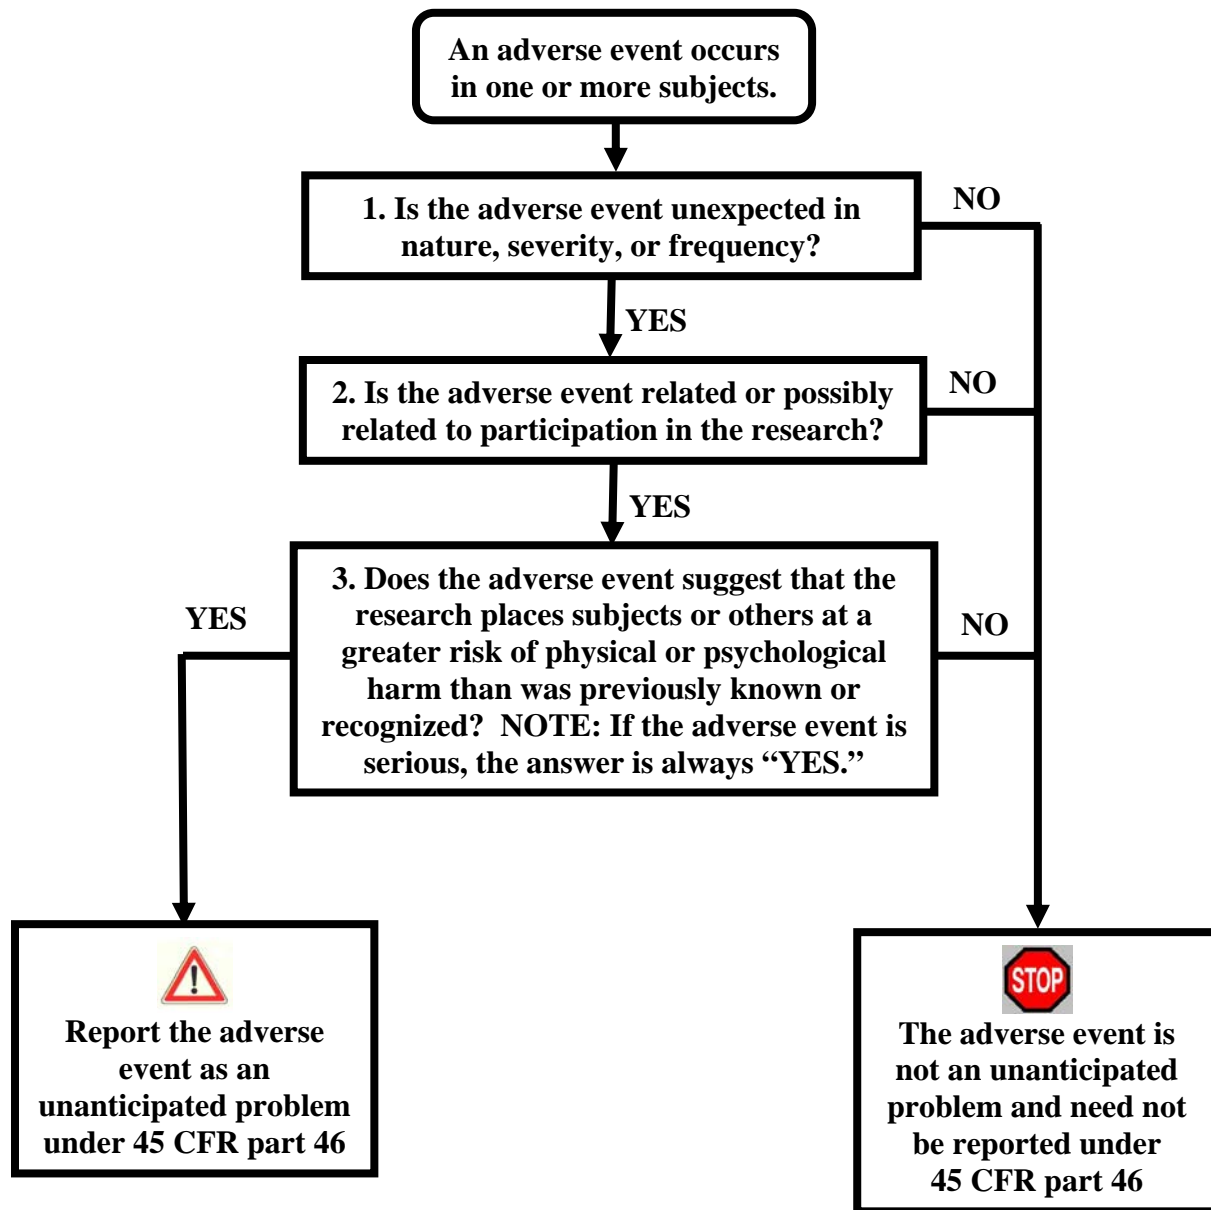 An adverse event occurs
in one or more subjects.
1. Is the adverse event unexpected in
nature, severity, or frequency?
NO
YES
2. Is the adverse event related or possibly
related to participation in the research?
NO
YES
3. Does the adverse event suggest that the
research places subjects or others at a
greater risk of physical or psychological
harm than was previously known or
recognized?  NOTE: If the adverse event is
serious, the answer is always “YES.”
YES
NO
Report the adverse
event as an
unanticipated problem
under 45 CFR part 46
STOP
The adverse event is
not an unanticipated
problem and need not
be reported under
45 CFR part 46